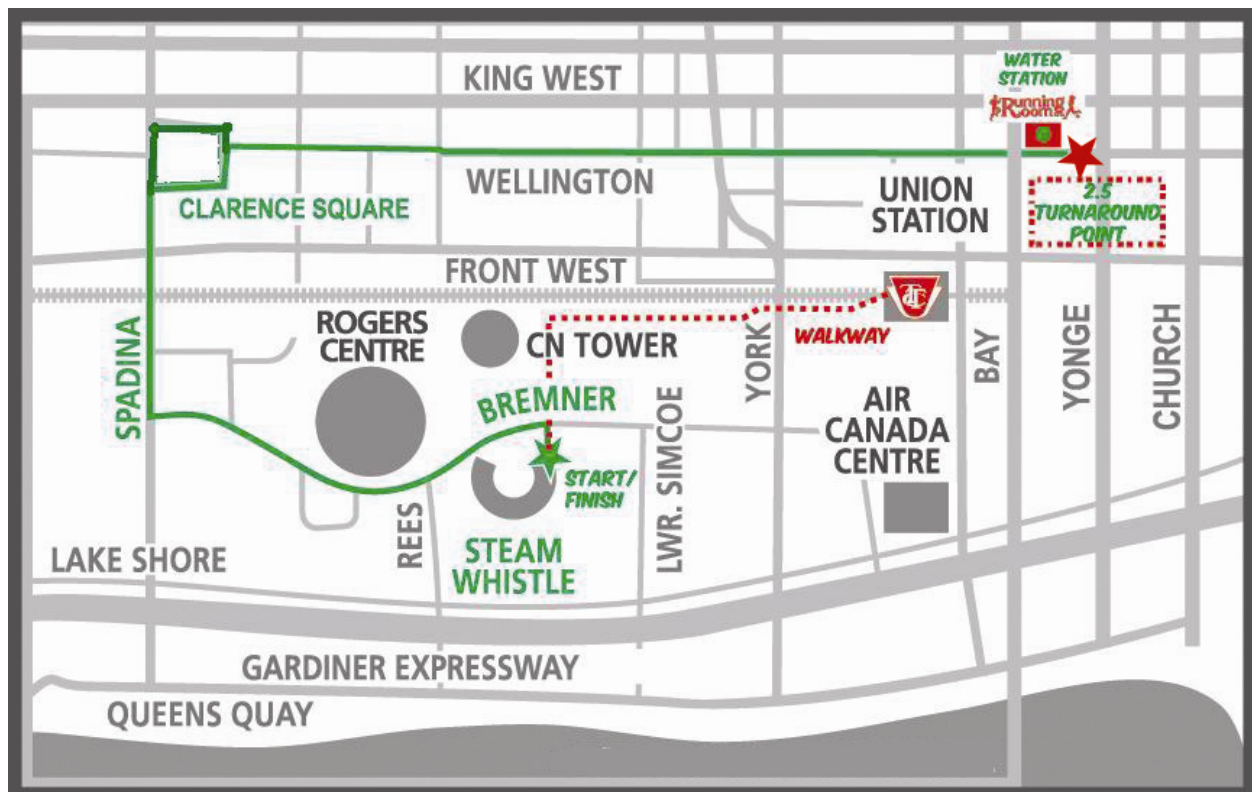 WATER
STATION
Running
Room
KING WEST
WELLINGTON
CLARENCE SQUARE
UNION
STATION
2.5
TURNAROUND
POINT
FRONT WEST
SPADINA
ROGERS
CENTRE
CN TOWER
WALKWAY
YORK
BAY
YONGE
CHURCH
BREMNER
AIR
CANADA
CENTRE
START/
FINISH
LWR. SIMCOE
REES
STEAM
WHISTLE
LAKE SHORE
GARDINER EXPRESSWAY
QUEENS QUAY